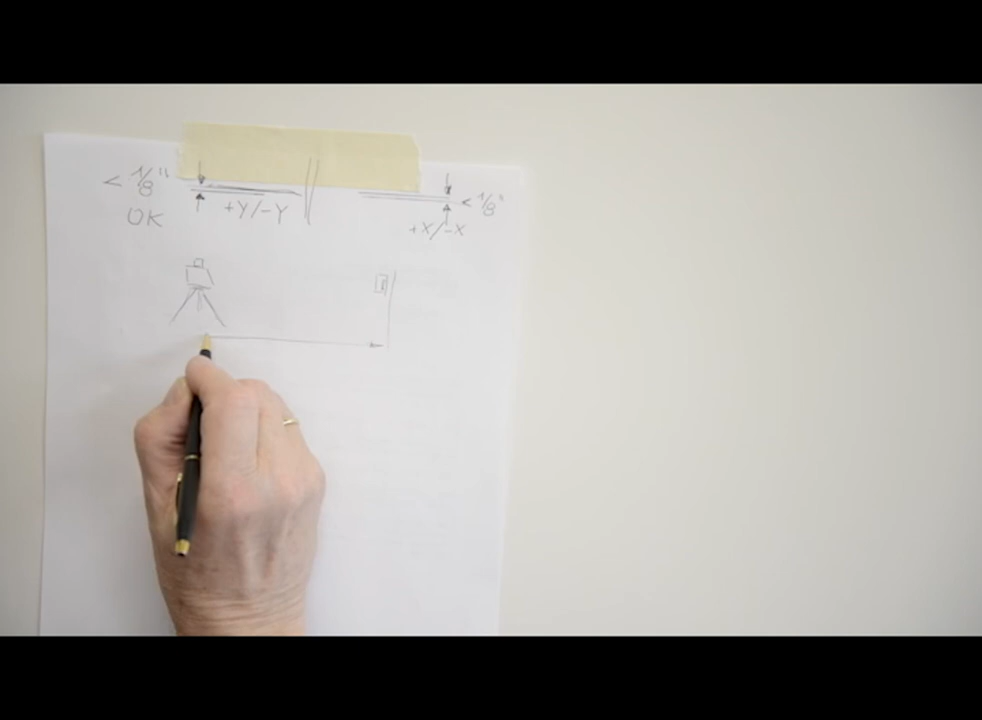 < 1/8"
OK
+Y/-Y
< 1/8"
+X/-X